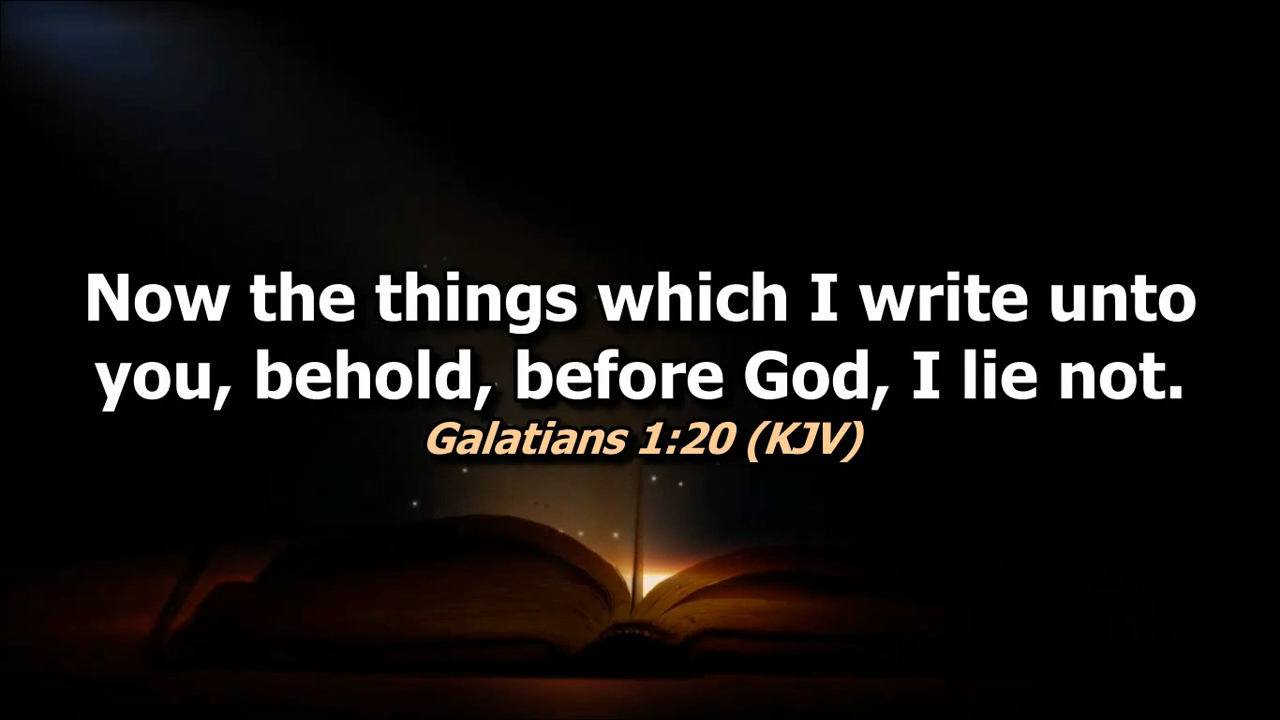 Now the things which I write unto
you, behold, before God, I lie not.
Galatians 1:20 (KJV)